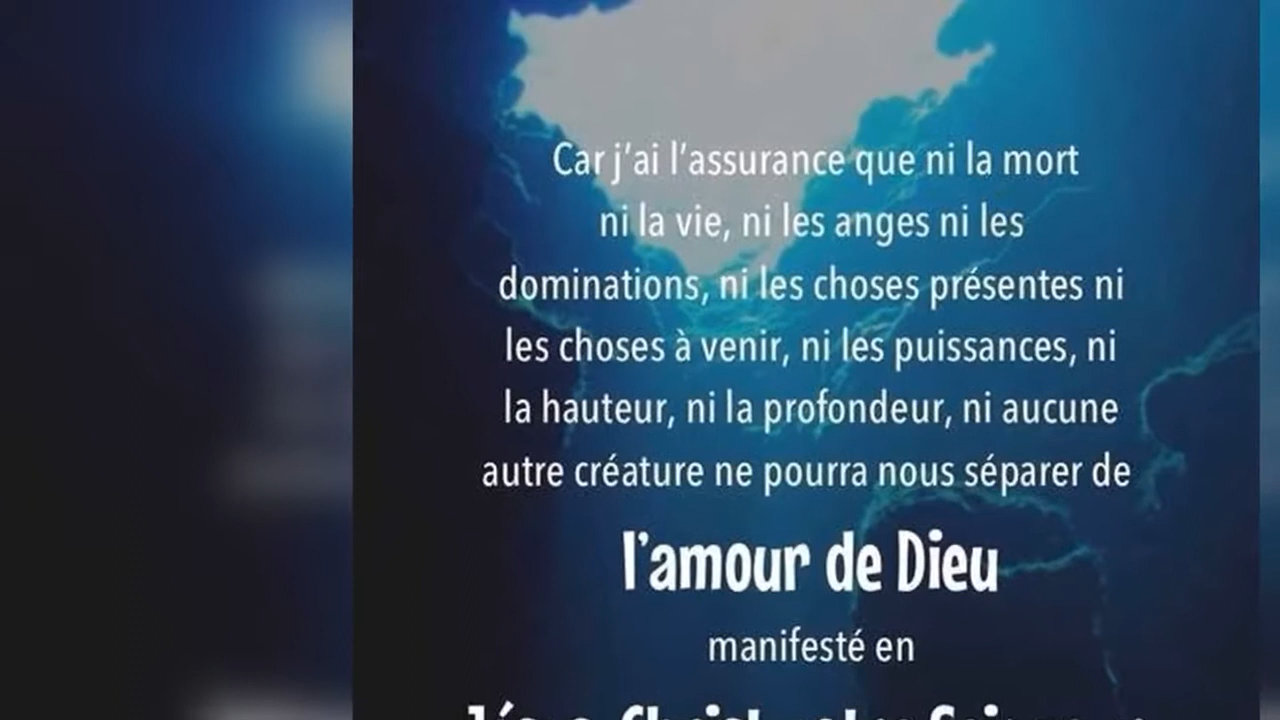 Car j’ai l’assurance que ni la mort
ni la vie, ni les anges ni les
dominations, ni les choses présentes ni
les choses à venir, ni les puissances, ni
la hauteur, ni la profondeur, ni aucune
autre créature ne pourra nous séparer de
l’amour de Dieu
manifesté en